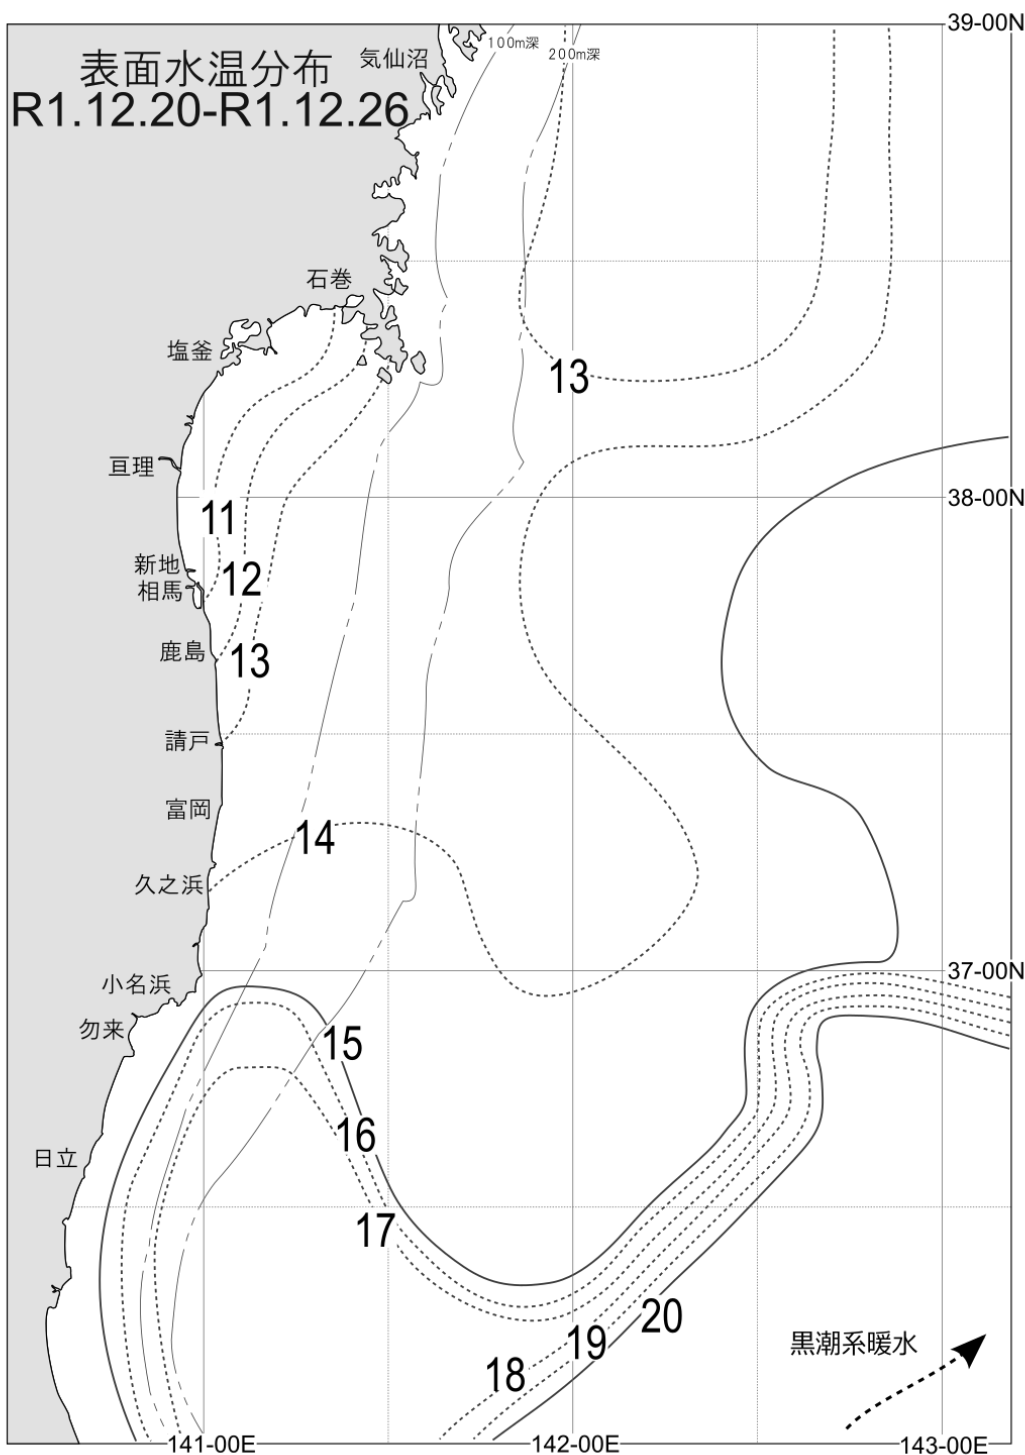 39-00N
100m深
200m深
気仙沼
表面水温分布
R1.12.20-R1.12.26
石巻
塩釜
13
亘理
38-00N
11
新地
12
相馬
鹿島
13
請戸
富岡
14
久之浜
37-00N
小名浜
勿来
15
16
日立
17
20
19
黒潮系暖水
18
141-00E
142-00E
143-00E